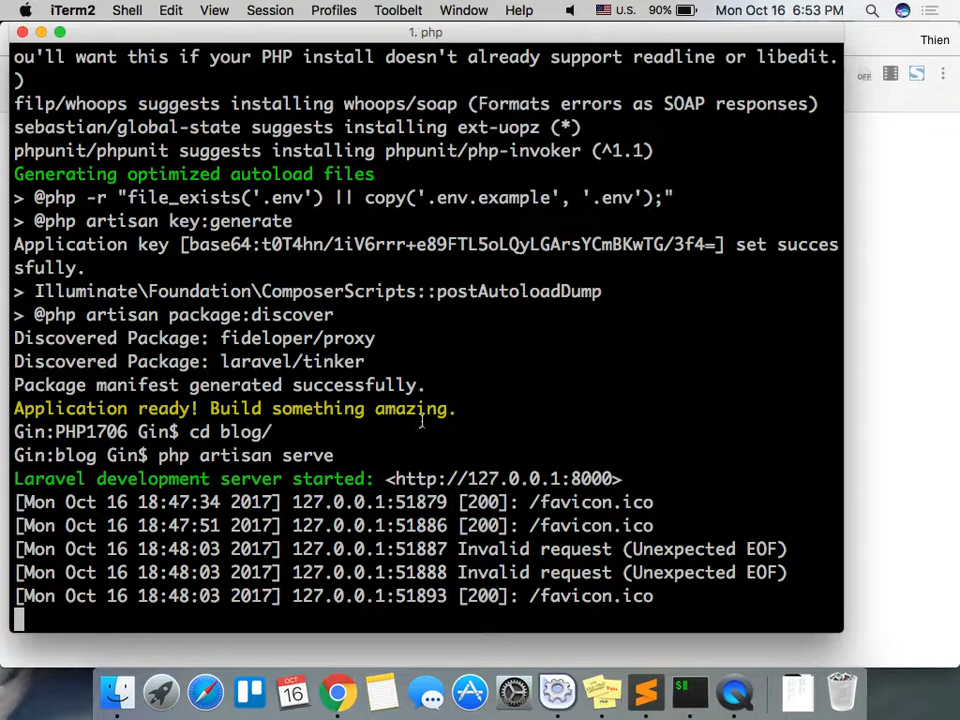 iTerm2 Shell Edit View Session Profiles Toolbelt Window Help U.S. 90% Mon Oct 16 6:53 PM
1. php
Thien
OFF
ou'll want this if your PHP install doesn't already support readline or libedit.
)
filp/whoops suggests installing whoops/soap (Formats errors as SOAP responses)
sebastian/global-state suggests installing ext-uopz (*)
phpunit/phpunit suggests installing phpunit/php-invoker (^1.1)
Generating optimized autoload files
> @php -r "file_exists('.env') || copy('.env.example', '.env');"
> @php artisan key:generate
Application key [base64:t0T4hn/1iV6rrr+e89FTL5oLQyLGArsYCmBKwTG/3f4=] set succes
sfully.
> Illuminate\Foundation\ComposerScripts::postAutoloadDump
> @php artisan package:discover
Discovered Package: fideloper/proxy
Discovered Package: laravel/tinker
Package manifest generated successfully.
Application ready! Build something amazing.
Gin:PHP1706 Gin$ cd blog/
Gin:blog Gin$ php artisan serve
Laravel development server started: <http://127.0.0.1:8000>
[Mon Oct 16 18:47:34 2017] 127.0.0.1:51879 [200]: /favicon.ico
[Mon Oct 16 18:47:51 2017] 127.0.0.1:51886 [200]: /favicon.ico
[Mon Oct 16 18:48:03 2017] 127.0.0.1:51887 Invalid request (Unexpected EOF)
[Mon Oct 16 18:48:03 2017] 127.0.0.1:51888 Invalid request (Unexpected EOF)
[Mon Oct 16 18:48:03 2017] 127.0.0.1:51893 [200]: /favicon.ico
OCT
16
$